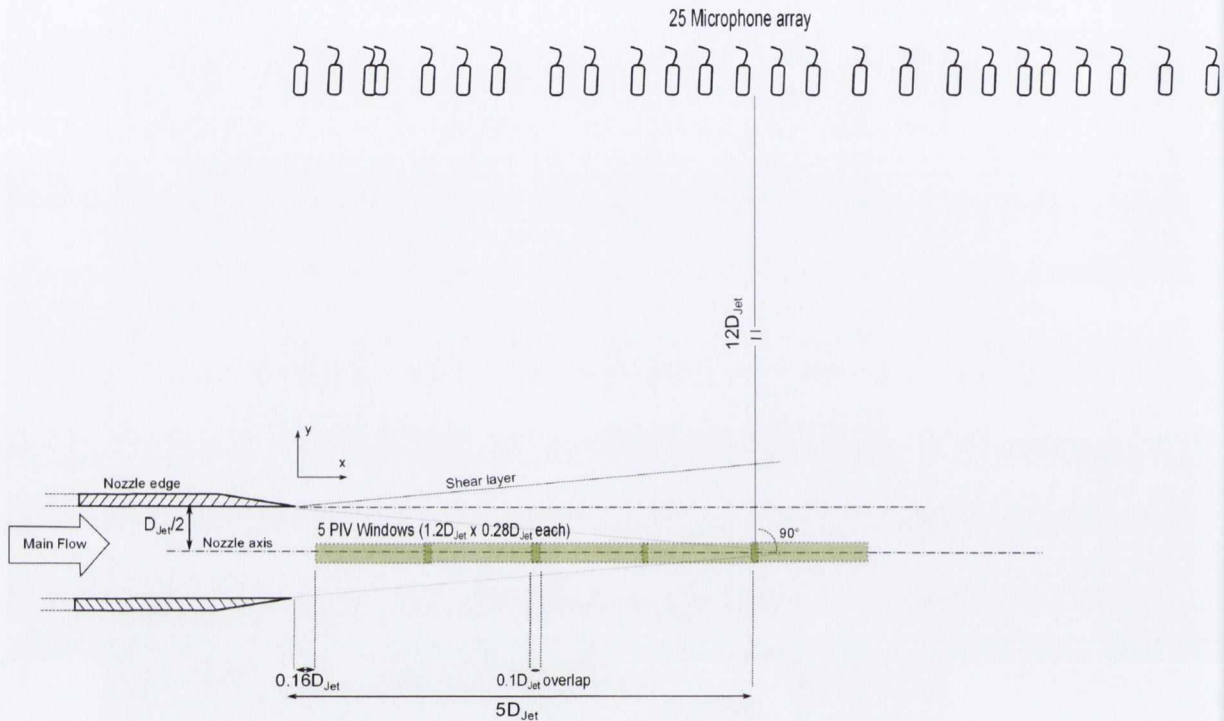 25 Microphone array
12D_Jet
y
x
Shear layer
Nozzle edge
D_Jet/2
5 PIV Windows (1.2D_Jet x 0.28D_Jet each)
90°
Main Flow
Nozzle axis
0.16D_Jet
0.1D_Jet overlap
5D_Jet